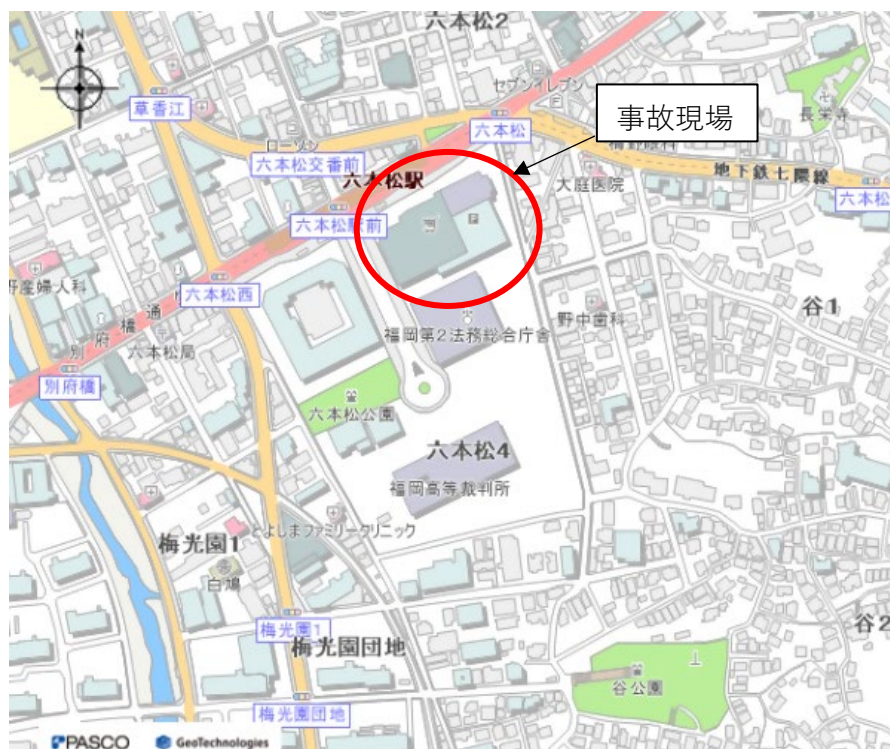 六本松2
N
セブンイレブン
草香江
六本松
事故現場
長栄寺
ローソン
六本松交番前
六本松駅
大庭医院
地下鉄七隈線
六本松
六本松駅前
野産婦人科
六本松西
谷1
別府橋通
六本松局
福岡第2法務総合庁舎
野中歯科
別府橋
六本松公園
六本松4
福岡高等裁判所
としまファミリークリニック
梅光園1
白鳩
梅光園1
梅光園団地
谷2
谷公園
梅光園団地
PASCO
GeoTechnologies